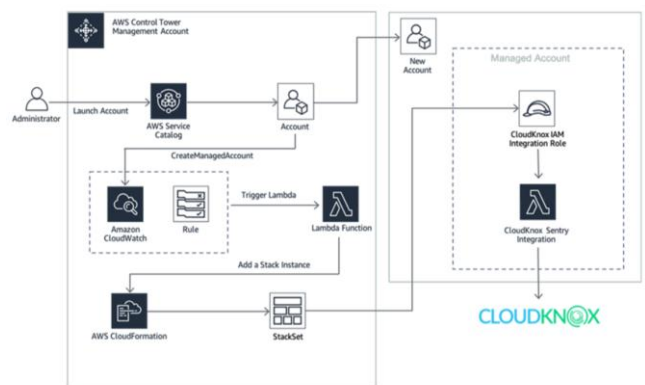 AWS Control Tower
Management Account
New
Account
Managed Account
Administrator
Launch Account
AWS Service
Catalog
Account
CloudKnox IAM
Integration Role
CreateManagedAccount
Trigger Lambda
Amazon
CloudWatch
Rule
Lambda Function
CloudKnox Sentry
Integration
Add a Stack Instance
AWS CloudFormation
StackSet
CLOUDKNOX